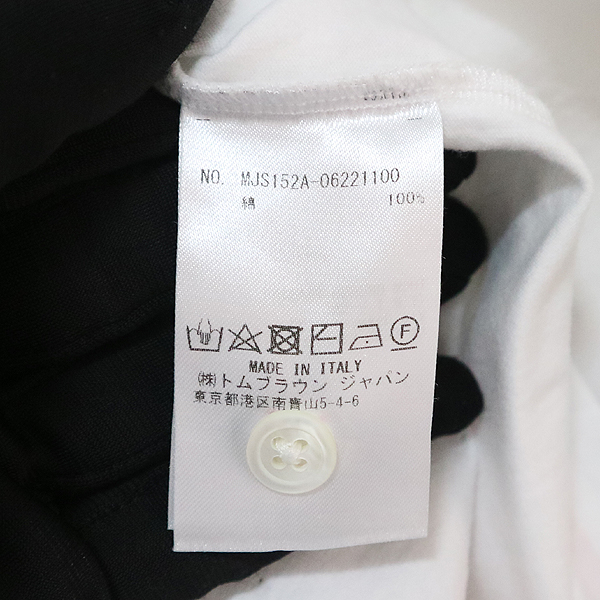 NO. MJS152A-06221100
綿 100%
F
MADE IN ITALY
㈱トムブラウン ジャパン
東京都港区南青山5-4-6